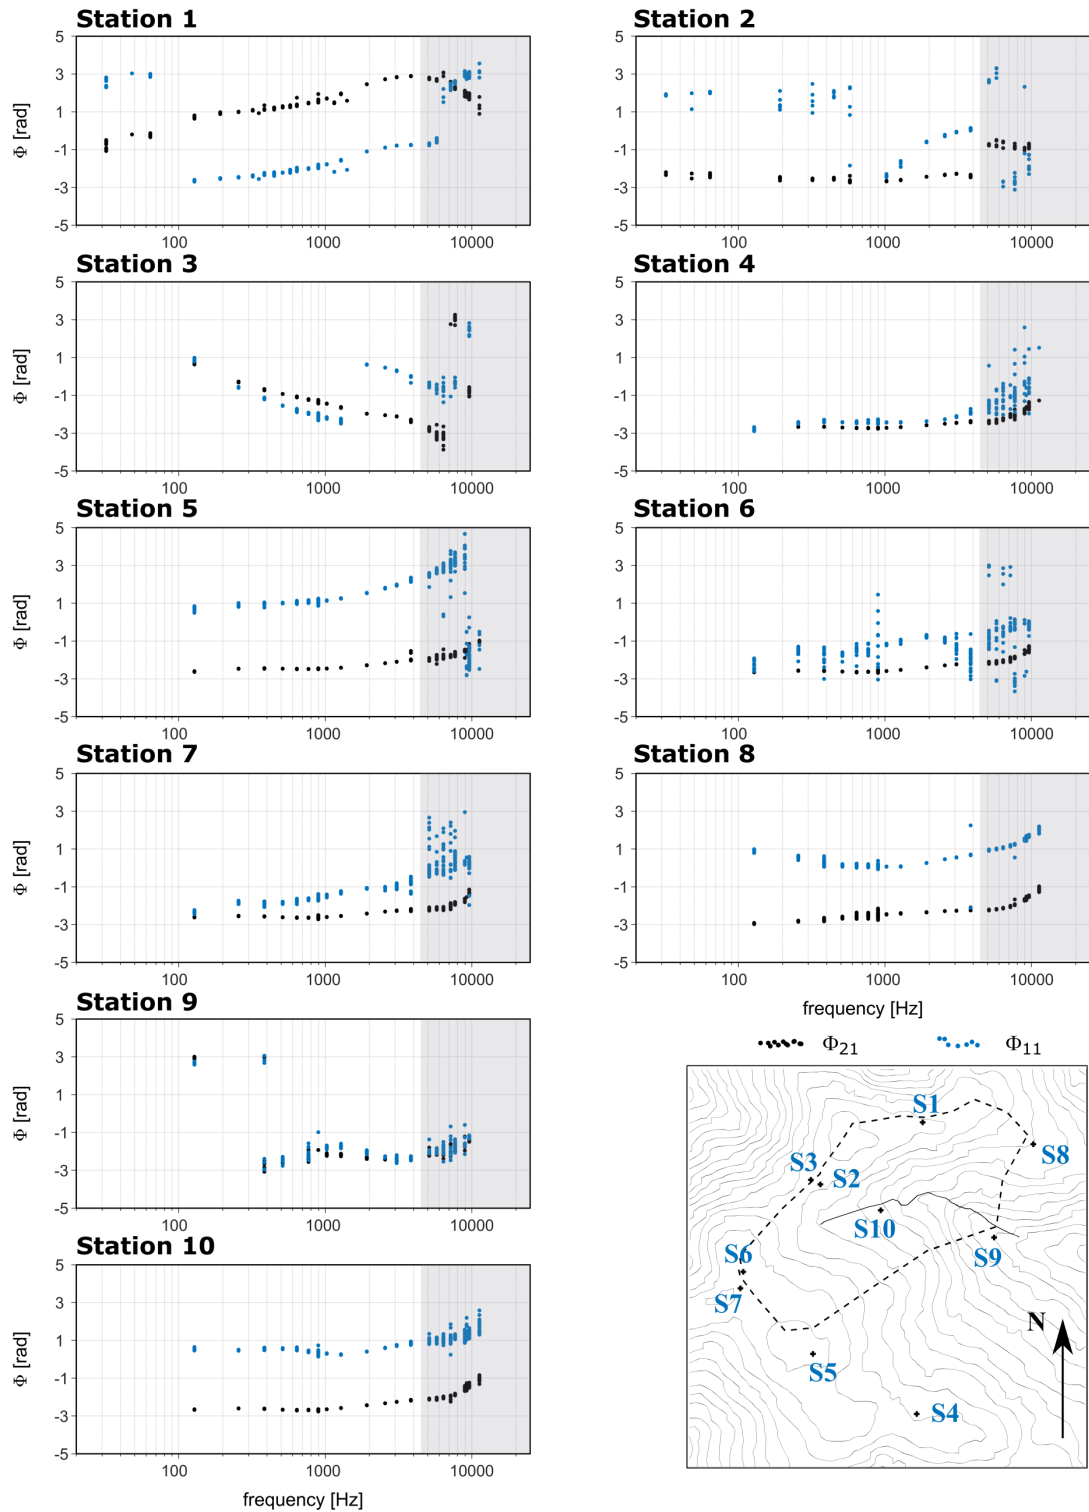 Station 1
Station 2
5
3
1
-1
-3
-5
Φ [rad]
100
1000
10000
5
3
1
-1
-3
-5
100
1000
10000
Station 3
Station 4
5
3
1
-1
-3
-5
Φ [rad]
100
1000
10000
5
3
1
-1
-3
-5
100
1000
10000
Station 5
Station 6
5
3
1
-1
-3
-5
Φ [rad]
100
1000
10000
5
3
1
-1
-3
-5
100
1000
10000
Station 7
Station 8
5
3
1
-1
-3
-5
Φ [rad]
100
1000
10000
5
3
1
-1
-3
-5
100
1000
10000
frequency [Hz]
Station 9
5
3
1
-1
-3
-5
Φ [rad]
100
1000
10000
Φ21
Φ11
Station 10
5
3
1
-1
-3
-5
Φ [rad]
100
1000
10000
frequency [Hz]
S1
S8
S3
S2
S10
S9
S6
S7
N
S5
S4